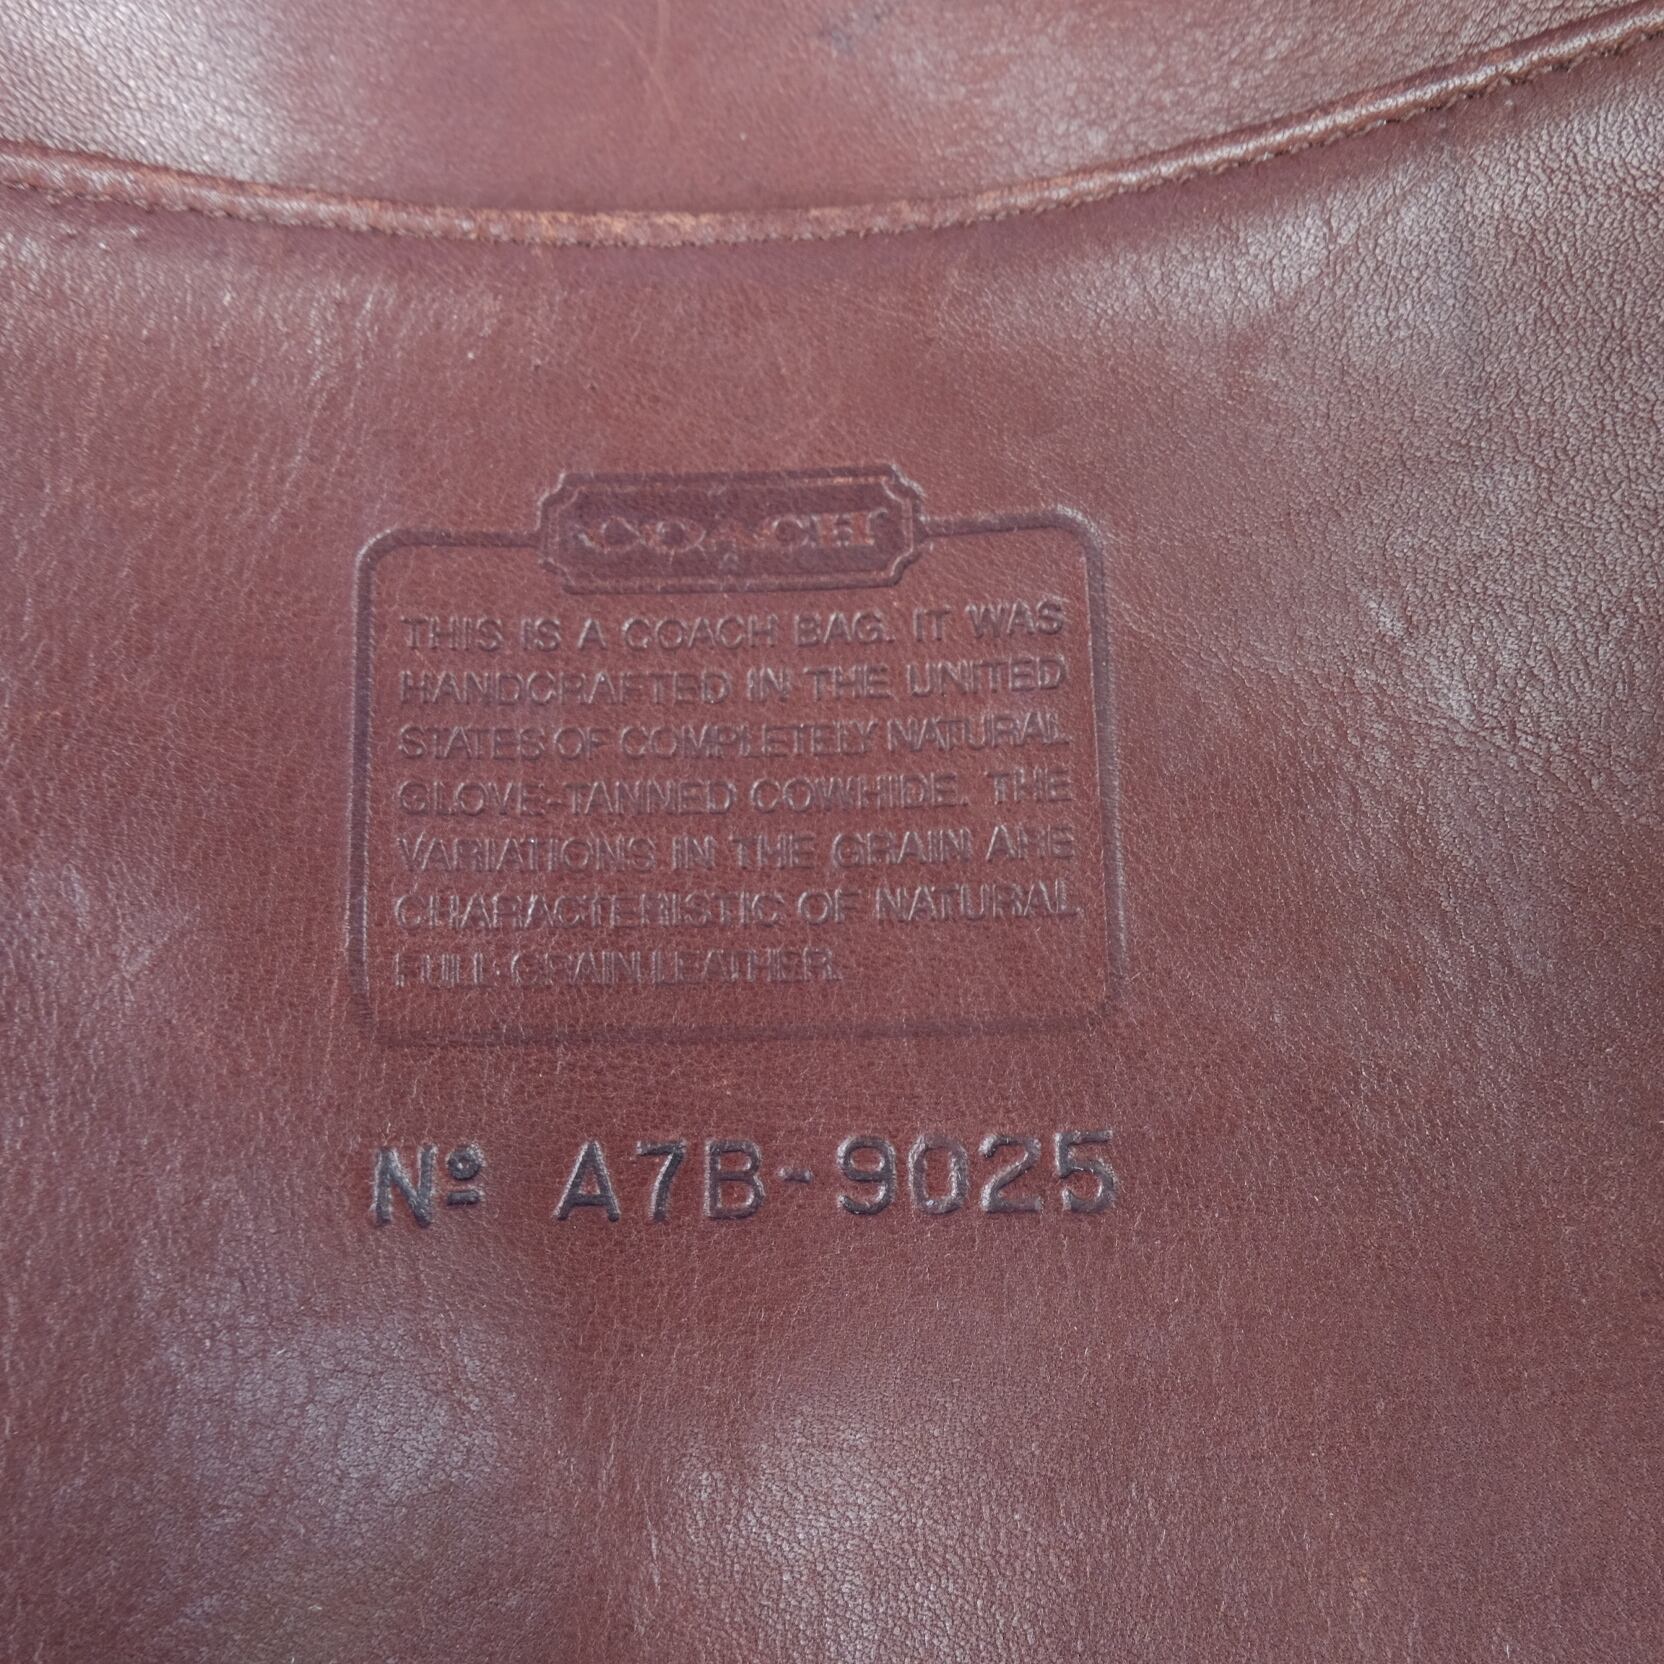 COACH
THIS IS A COACH BAG. IT WAS
HANDCRAFTED IN THE UNITED
STATES OF COMPLETELY NATURAL
GLOVE-TANNED COWHIDE. THE
VARIATIONS IN THE GRAIN ARE
CHARACTERISTIC OF NATURAL
FULL GRAIN LEATHER.
Nº A7B-9025